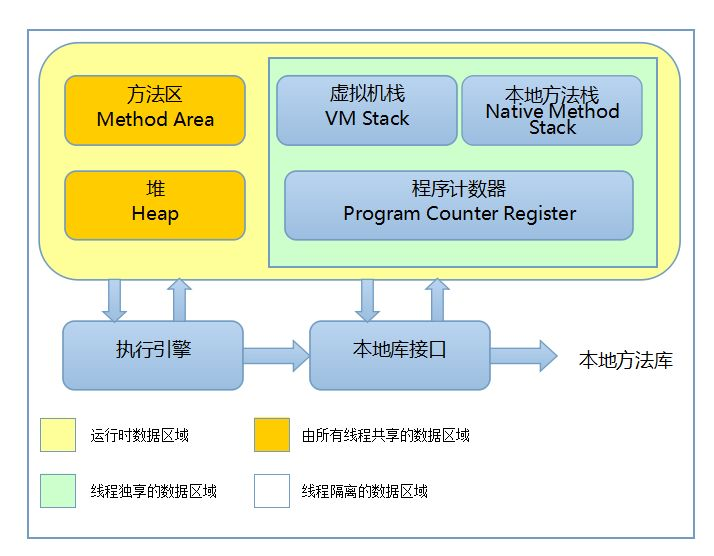 方法区
Method Area
虚拟机栈
VM Stack
本地方法栈
Native Method
Stack
堆
Heap
程序计数器
Program Counter Register
执行引擎
本地库接口
本地方法库
运行时数据区域
由所有线程共享的数据区域
线程独享的数据区域
线程隔离的数据区域